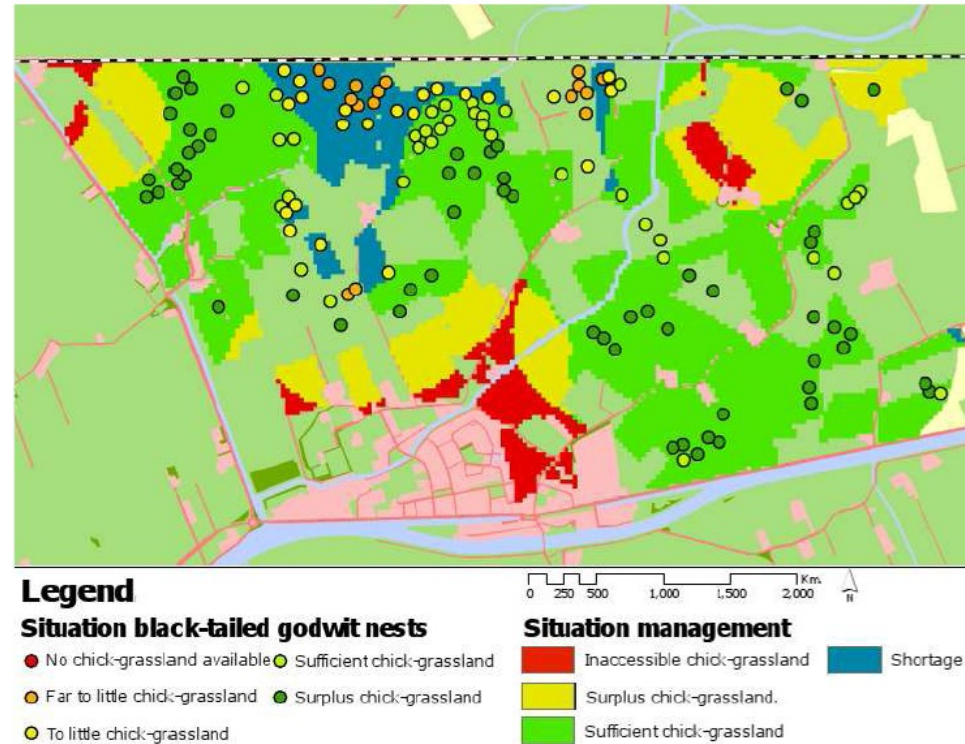 Legend
Situation black-tailed godwit nests
No chick-grassland available
Sufficient chick-grassland
Far to little chick-grassland
Surplus chick-grassland
To little chick-grassland
Km.
0 250 500 1,000 1,500 2,000
N
Situation management
Inaccessible chick-grassland
Shortage
Surplus chick-grassland.
Sufficient chick-grassland